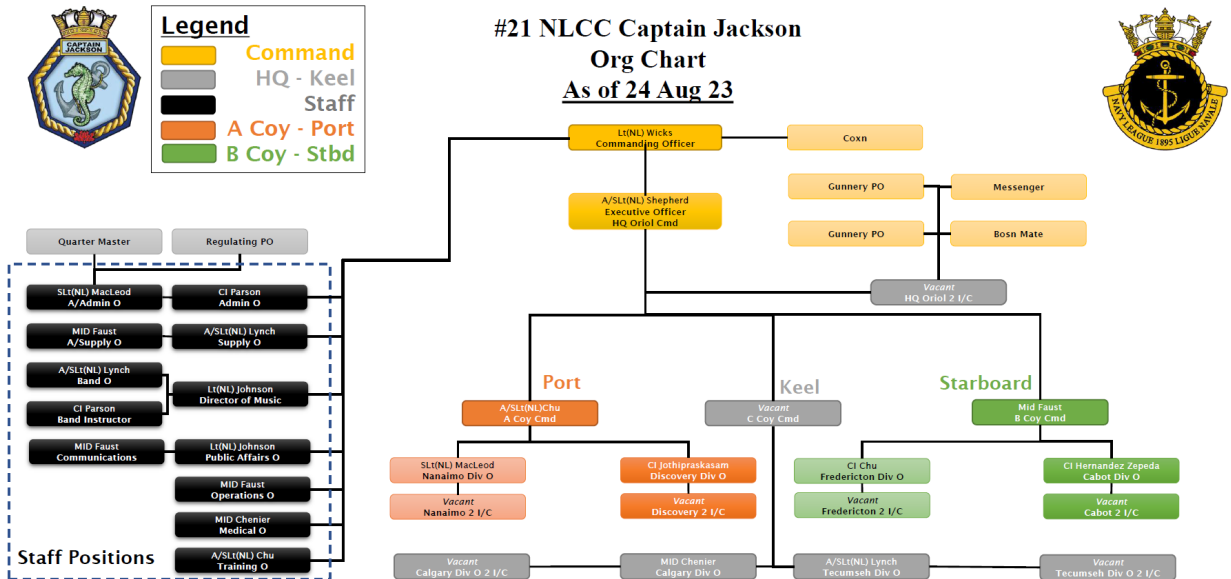 CAPTAIN
JACKSON
Legend
Command
HQ - Keel
Staff
A Coy - Port
B Coy - Stbd
#21 NLCC Captain Jackson
Org Chart
As of 24 Aug 23
NAVY LEAGUE 1895 LIGUE NAVALE
Lt(NL) Wicks
Commanding Officer
Coxn
A/SLt(NL) Shepherd
Executive Officer
HQ Oriol Cmd
Gunnery PO
Messenger
Gunnery PO
Bosn Mate
Vacant
HQ Oriol 2 I/C
Quarter Master
Regulating PO
SLt(NL) MacLeod
A/Admin O
CI Parson
Admin O
MID Faust
A/Supply O
A/SLt(NL) Lynch
Supply O
A/SLt(NL) Lynch
Band O
CI Parson
Band Instructor
Lt(NL) Johnson
Director of Music
MID Faust
Communications
Lt(NL) Johnson
Public Affairs O
MID Faust
Operations O
MID Chenier
Medical O
A/SLt(NL) Chu
Training O
Staff Positions
Port
A/SLt(NL)Chu
A Coy Cmd
Keel
Vacant
C Coy Cmd
Starboard
Mid Faust
B Coy Cmd
SLt(NL) MacLeod
Nanaimo Div O
Vacant
Nanaimo 2 I/C
CI Jothipraskasam
Discovery Div O
Vacant
Discovery 2 I/C
CI Chu
Fredericton Div O
Vacant
Fredericton 2 I/C
CI Hernandez Zepeda
Cabot Div O
Vacant
Cabot 2 I/C
Vacant
Calgary Div O 2 I/C
MID Chenier
Calgary Div O
A/SLt(NL) Lynch
Tecumseh Div O
Vacant
Tecumseh Div O 2 I/C